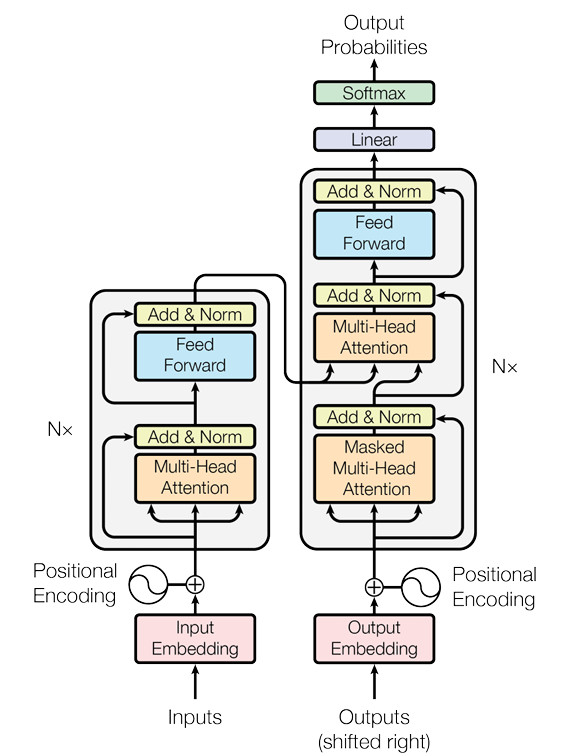 Output
Probabilities
Softmax
Linear
Add & Norm
Feed
Forward
Add & Norm
Multi-Head
Attention
Add & Norm
Masked
Multi-Head
Attention
N×
Add & Norm
Feed
Forward
Add & Norm
Multi-Head
Attention
N×
Positional
Encoding
Positional
Encoding
Input
Embedding
Output
Embedding
Inputs
Outputs
(shifted right)